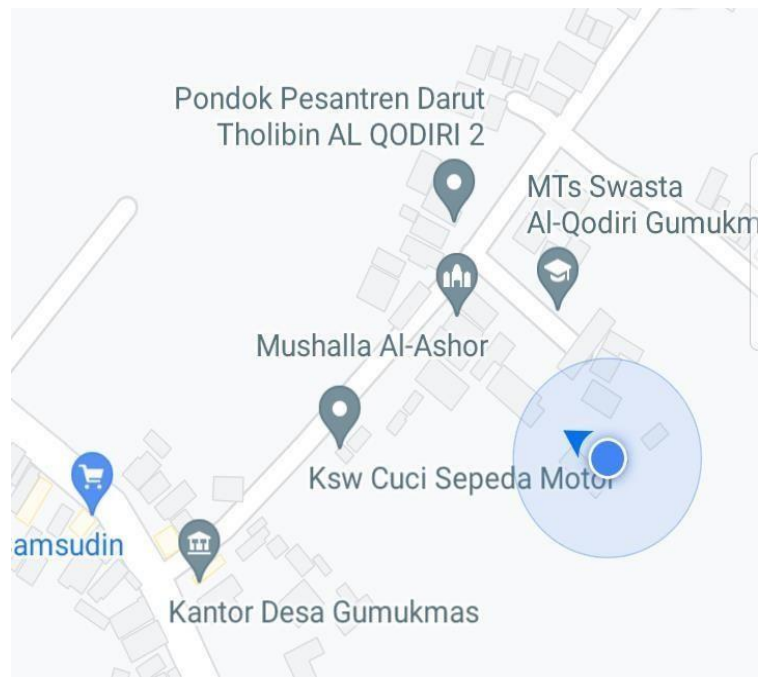 Pondok Pesantren Darut
Tholibin AL QODIRI 2
MTs Swasta
Al-Qodiri Gumukm
Mushalla Al-Ashor
Ksw Cuci Sepeda Motor
amsudin
Kantor Desa Gumukmas